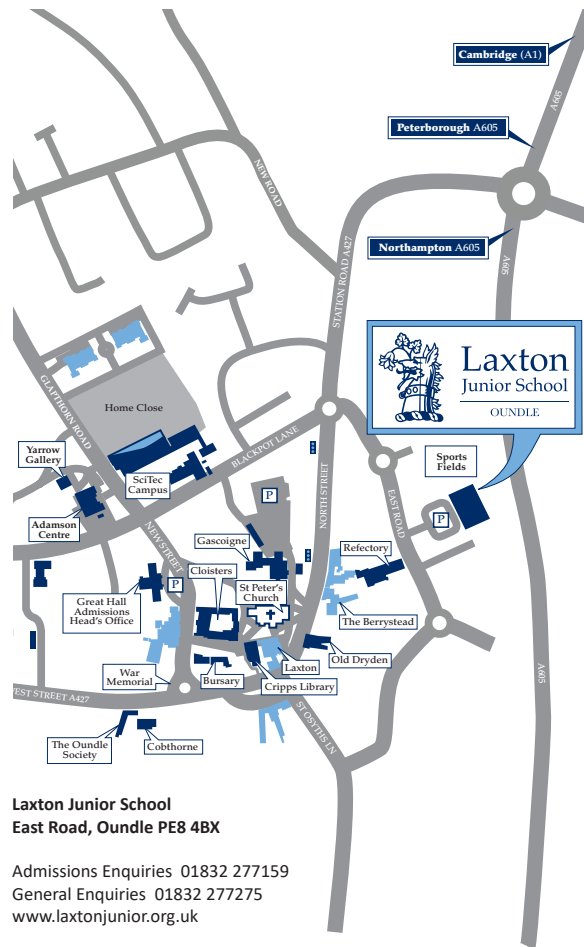 Cambridge (A1)
A605
Peterborough A605
NEW ROAD
Northampton A605
A605
STATION ROAD A427
Laxton
Junior School
OUNDLE
GLAPTHORN ROAD
Home Close
BLACKPOT LANE
Yarrow
Gallery
SciTec
Campus
Sports
Fields
P
NORTH STREET
EAST ROAD
P
Adamson
Centre
NEW STREET
Gascoigne
Refectory
Cloisters
P
St Peter's
Church
Great Hall
Admissions
Head's Office
The Berrystead
Old Dryden
War
Memorial
Bursary
Laxton
Cripps Library
A605
WEST STREET A427
ST OSYTHS LN
The Oundle
Society
Cobthorne
Laxton Junior School
East Road, Oundle PE8 4BX
Admissions Enquiries 01832 277159
General Enquiries 01832 277275
www.laxtonjunior.org.uk